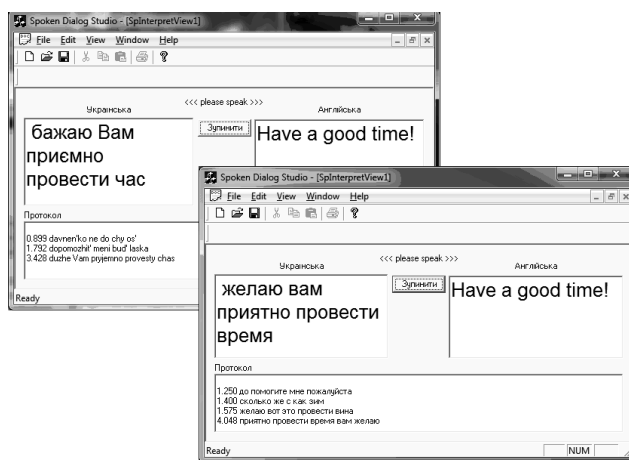 Spoken Dialog Studio - [SpInterpretView1]
File Edit View Window Help
<<< please speak >>>
Українська
Англійська
бажаю Вам
приємно
провести час
Зупинити
Have a good time!
Протокол
0.899 davnen'ko ne do chy os'
1.792 dopomozhit' meni bud' laska
3.428 duzhe Vam pryjemno provesty chas
Ready
Spoken Dialog Studio - [SpInterpretView1]
File Edit View Window Help
<<< please speak >>>
Українська
Англійська
желаю вам
приятно провести
время
Зупинити
Have a good time!
Протокол
1.250 до помогите мне пожалуйста
1.400 сколько же с как зим
1.575 желаю вот это провести вина
4.048 приятно провести время вам желаю
Ready
NUM